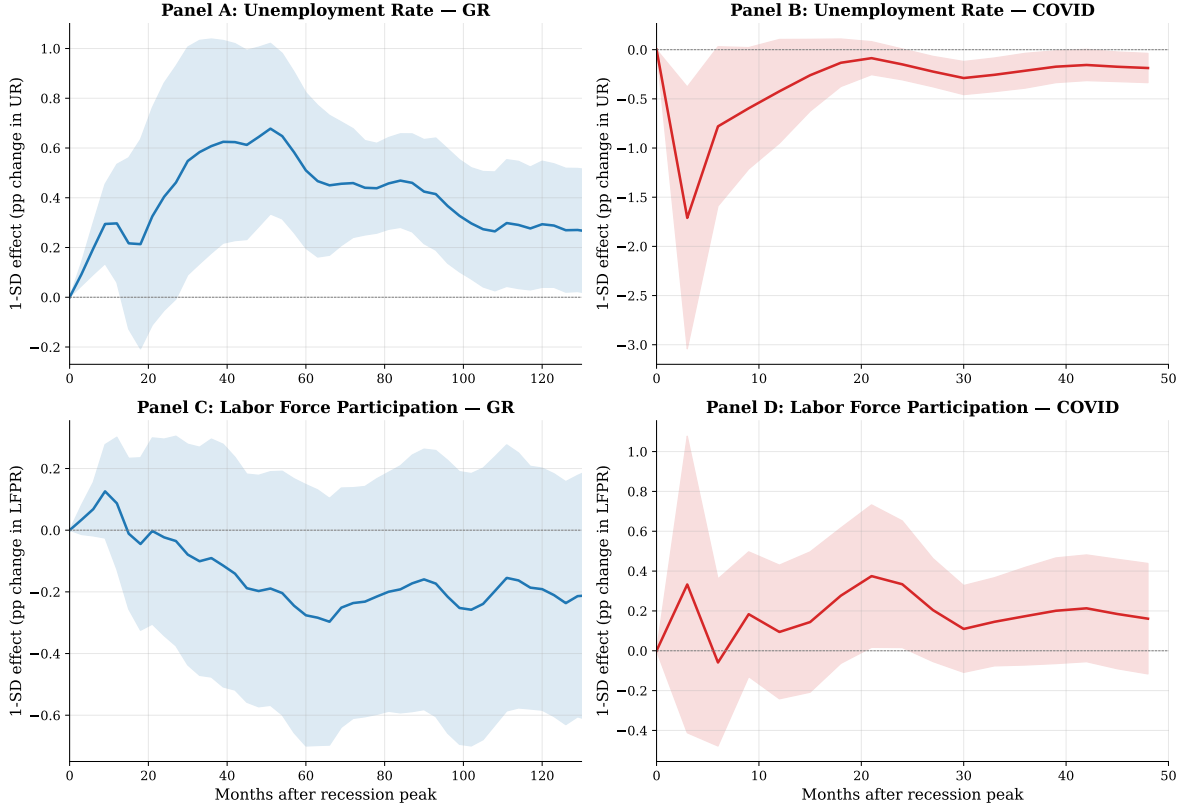 Panel A: Unemployment Rate — GR
1-SD effect (pp change in UR)
1.0
0.8
0.6
0.4
0.2
0.0
−0.2
0 20 40 60 80 100 120
Panel B: Unemployment Rate — COVID
1-SD effect (pp change in UR)
0.0
−0.5
−1.0
−1.5
−2.0
−2.5
−3.0
0 10 20 30 40 50
Panel C: Labor Force Participation — GR
1-SD effect (pp change in LFPR)
0.2
0.0
−0.2
−0.4
−0.6
0 20 40 60 80 100 120
Months after recession peak
Panel D: Labor Force Participation — COVID
1-SD effect (pp change in LFPR)
1.0
0.8
0.6
0.4
0.2
0.0
−0.2
−0.4
0 10 20 30 40 50
Months after recession peak